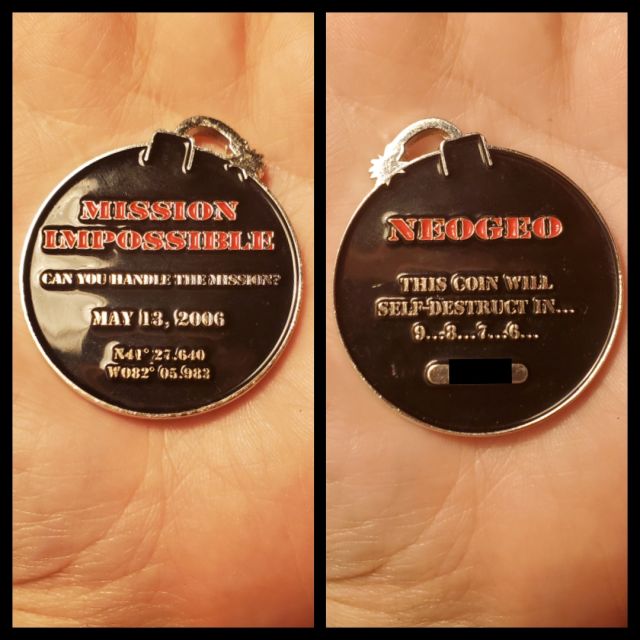 MISSION
IMPOSSIBLE
CAN YOU HANDLE THE MISSION?
MAY 13, 2006
N41° 27.640
W082° 05.983
NEOGEO
THIS COIN WILL
SELF-DESTRUCT IN...
9...8...7...6...